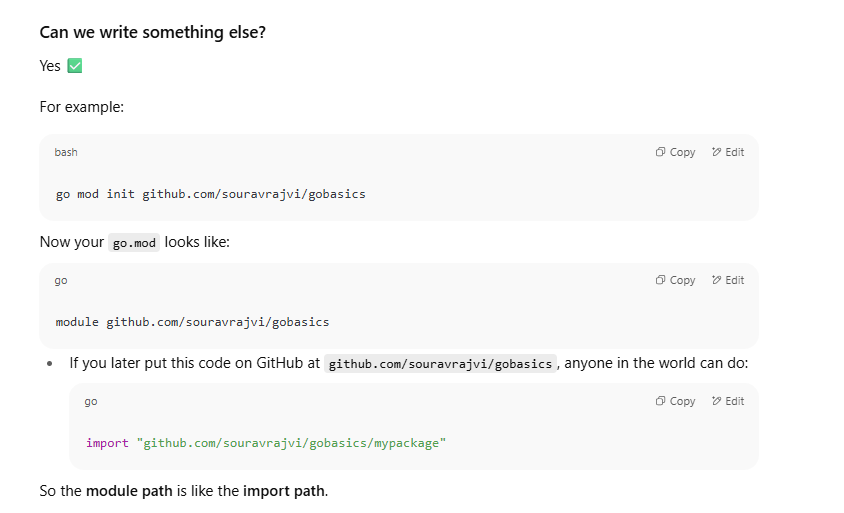 Can we write something else?
Yes ✅
For example:
bash
Copy Edit
go mod init github.com/souravrajvi/gobasics
Now your go.mod looks like:
go
Copy Edit
module github.com/souravrajvi/gobasics
• If you later put this code on GitHub at github.com/souravrajvi/gobasics, anyone in the world can do:
go
Copy Edit
import "github.com/souravrajvi/gobasics/mypackage"
So the module path is like the import path.